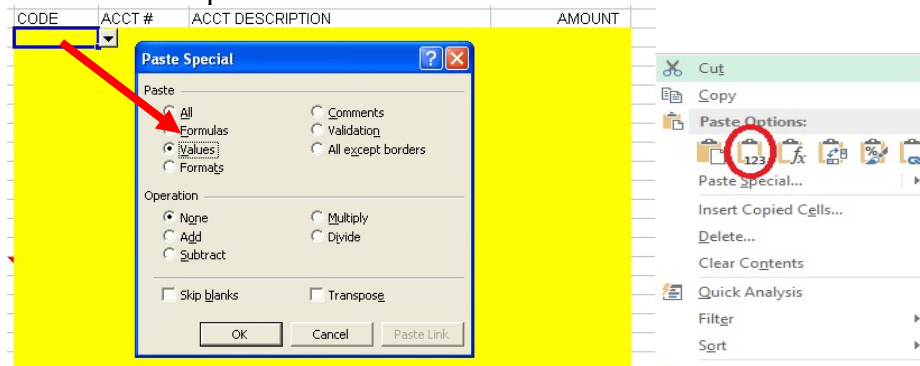 CODE ACCT # ACCT DESCRIPTION AMOUNT
Paste Special
Paste
All Comments
Formulas Validation
Values All except borders
Formats
Operation
None Multiply
Add Divide
Subtract
Skip blanks Transpose
OK Cancel Paste Link
Cut
Copy
Paste Options:
123 fx %
Paste Special...
Insert Copied Cells...
Delete...
Clear Contents
Quick Analysis
Filter
Sort